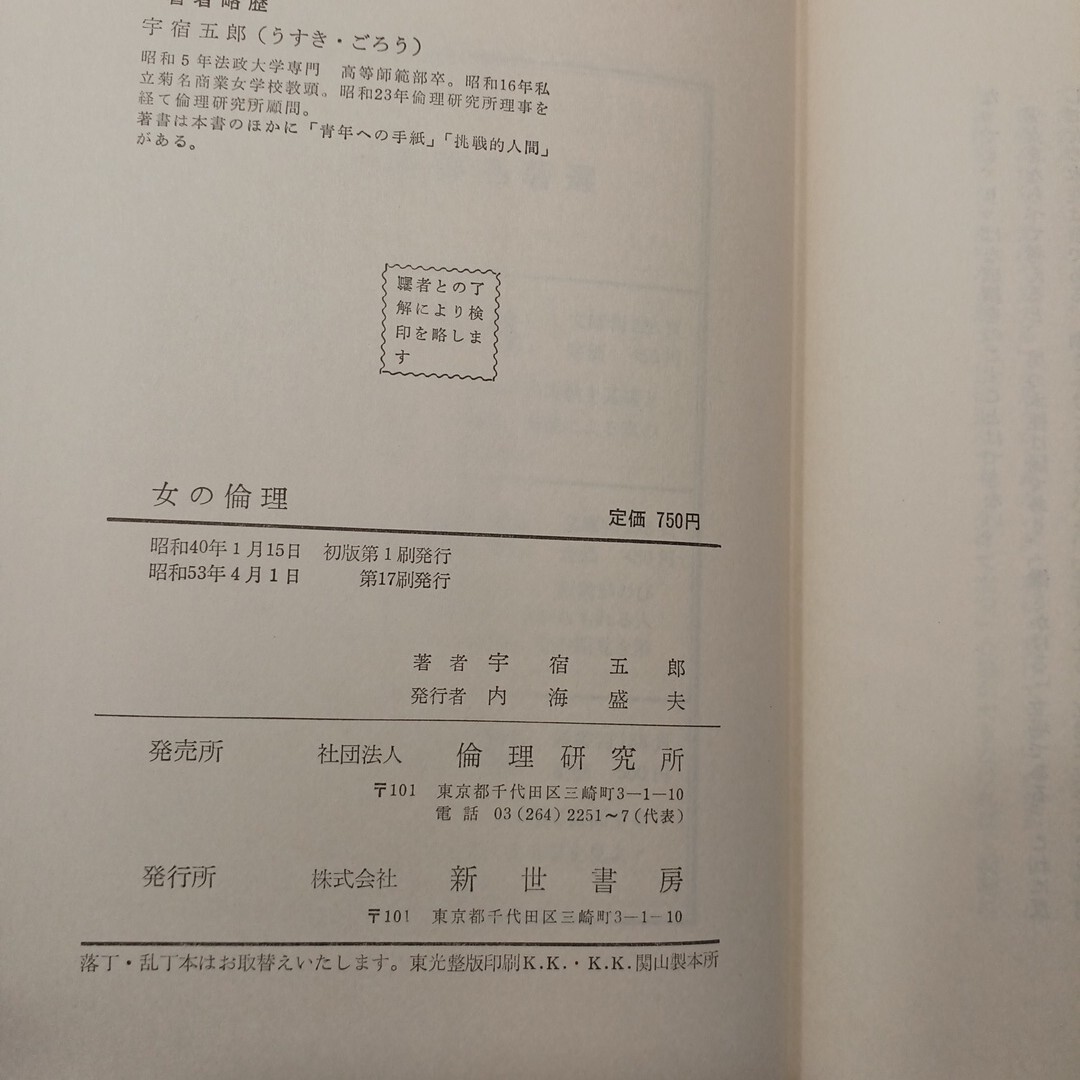 著者略歴
宇宿五郎(うすき・ごろう)
昭和5年法政大学専門 高等師範部卒。昭和16年私
立菊名商業女学校教頭。昭和23年倫理研究所理事を
経て倫理研究所顧問。
著書は本書のほかに「青年への手紙」「挑戦的人間」
がある。
著者との了
解により検
印を略しま
す
女の倫理
定価 750円
昭和40年1月15日 初版第1刷発行
昭和53年4月1日 第17刷発行
著者 宇宿五郎
発行者 内海盛夫
発売所 社団法人 倫理研究所
〒101 東京都千代田区三崎町3―1―10
電話 03(264)2251～7(代表)
発行所 株式会社 新世書房
〒101 東京都千代田区三崎町3―1―10
落丁・乱丁本はお取替えいたします。東光整版印刷K.K.・K.K.関山製本所